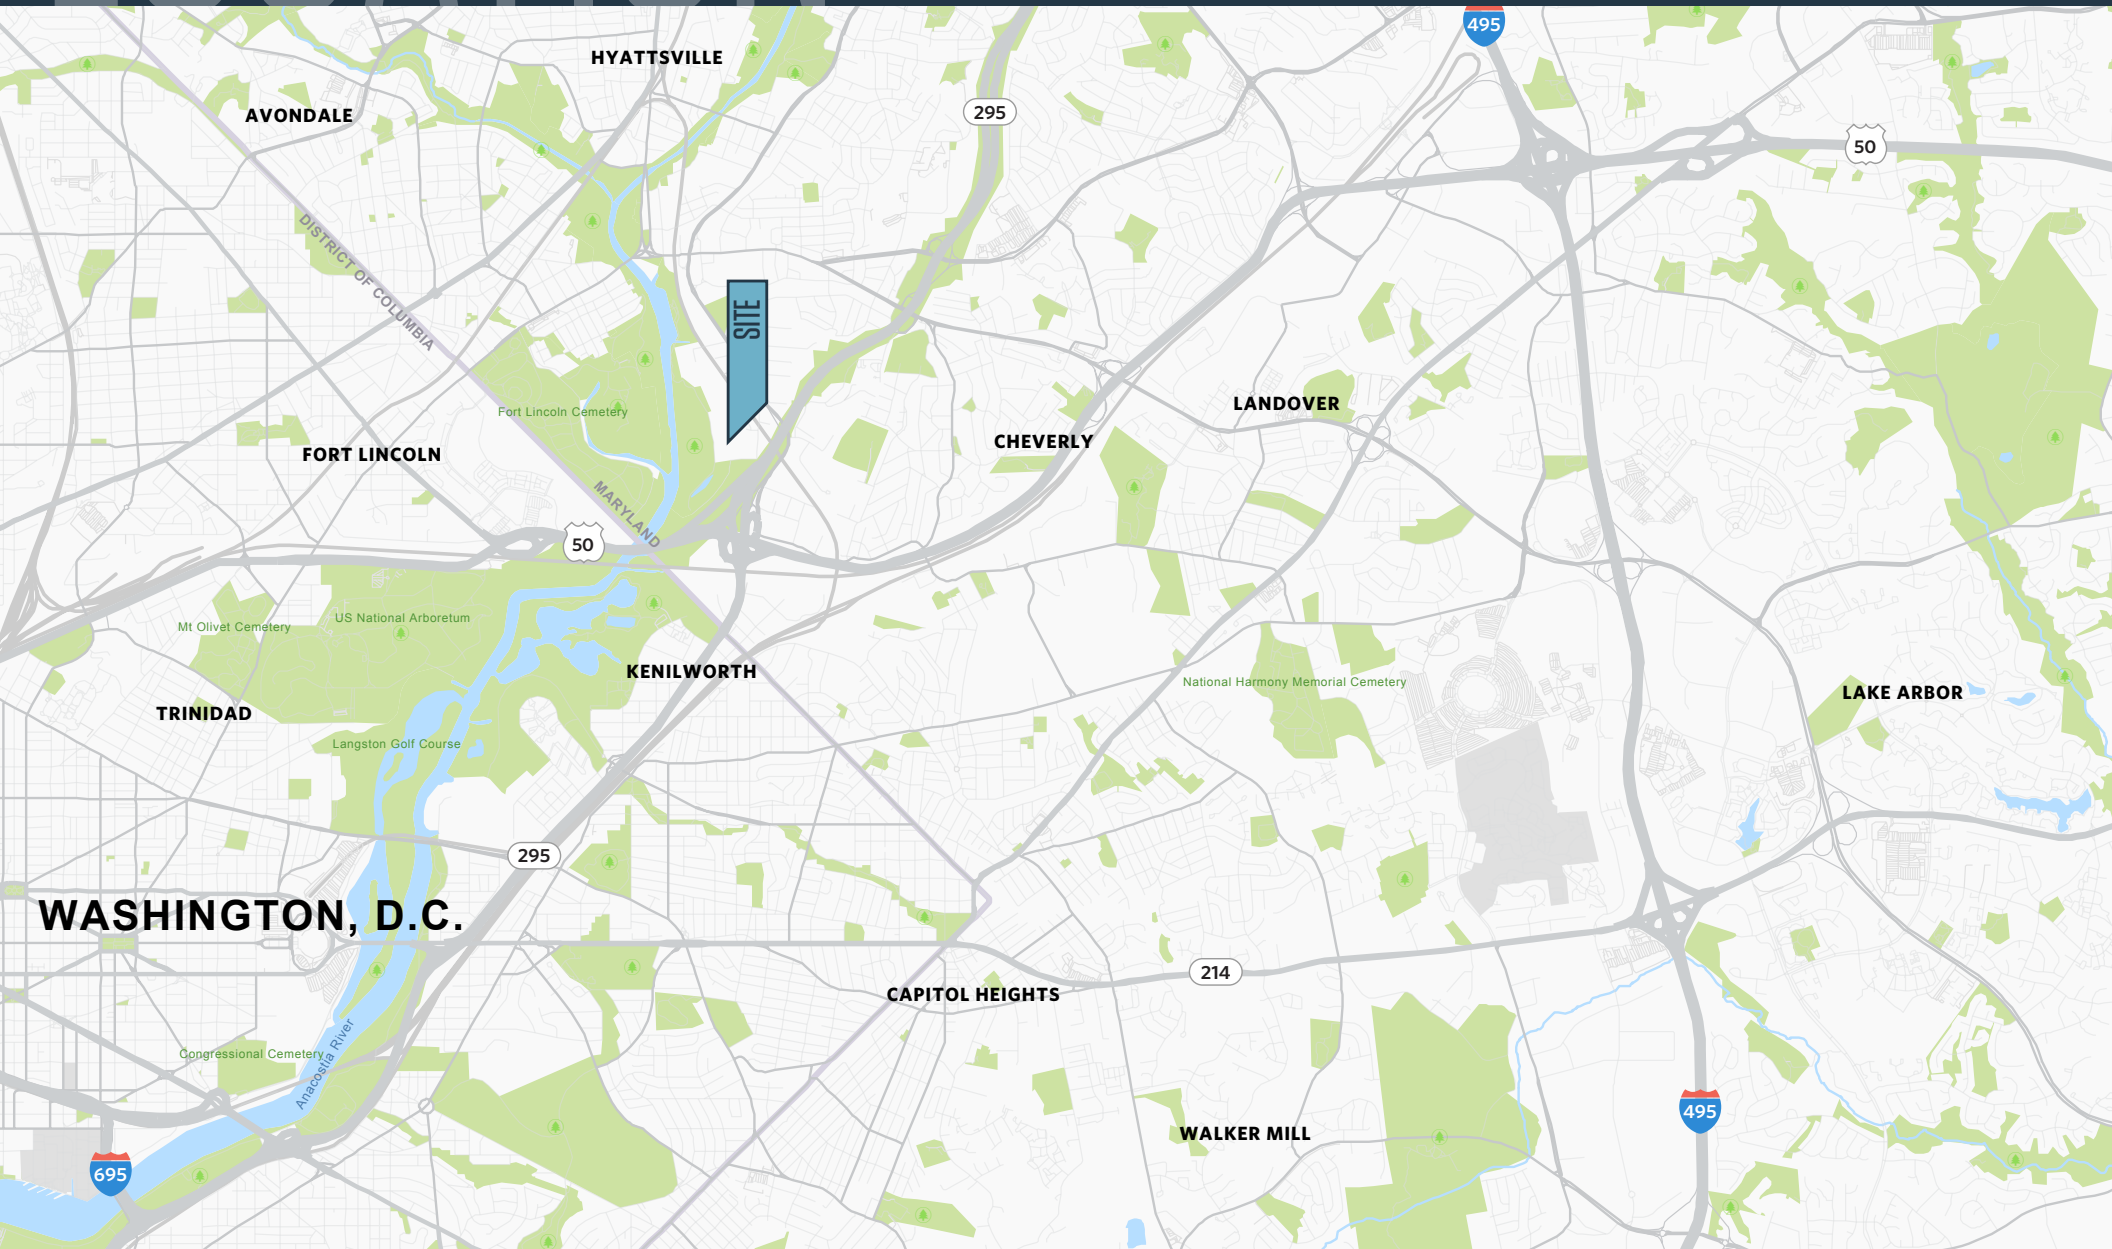 495
HYATTSVILLE
295
AVONDALE
50
DISTRICT OF COLUMBIA
SITE
Fort Lincoln Cemetery
LANDOVER
CHEVERLY
FORT LINCOLN
MARYLAND
50
US National Arboretum
Mt Olivet Cemetery
KENILWORTH
National Harmony Memorial Cemetery
LAKE ARBOR
TRINIDAD
Langston Golf Course
295
WASHINGTON, D.C.
214
CAPITOL HEIGHTS
Congressional Cemetery
Anacostia River
495
WALKER MILL
695